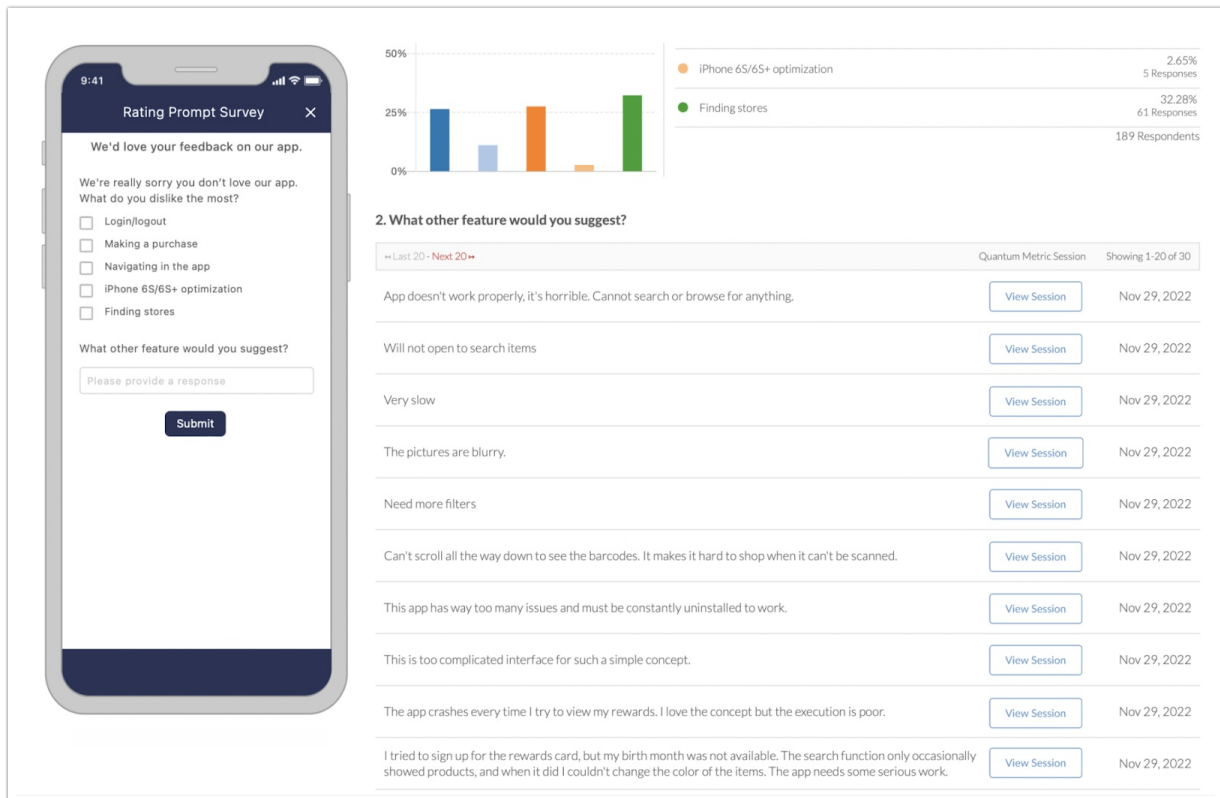 9:41
Rating Prompt Survey
We'd love your feedback on our app.
We're really sorry you don't love our app.
What do you dislike the most?
Login/logout
Making a purchase
Navigating in the app
iPhone 6S/6S+ optimization
Finding stores
What other feature would you suggest?
Please provide a response
Submit
50%
25%
0%
iPhone 6S/6S+ optimization
2.65%
5 Responses
Finding stores
32.28%
61 Responses
189 Respondents
2. What other feature would you suggest?
Last 20 - Next 20 Quantum Metric Session Showing 1-20 of 30
App doesn't work properly, it's horrible. Cannot search or browse for anything. View Session Nov 29, 2022
Will not open to search items View Session Nov 29, 2022
Very slow View Session Nov 29, 2022
The pictures are blurry. View Session Nov 29, 2022
Need more filters View Session Nov 29, 2022
Can't scroll all the way down to see the barcodes. It makes it hard to shop when it can't be scanned. View Session Nov 29, 2022
This app has way too many issues and must be constantly uninstalled to work. View Session Nov 29, 2022
This is too complicated interface for such a simple concept. View Session Nov 29, 2022
The app crashes every time I try to view my rewards. I love the concept but the execution is poor. View Session Nov 29, 2022
I tried to sign up for the rewards card, but my birth month was not available. The search function only occasionally
showed products, and when it did I couldn't change the color of the items. The app needs some serious work. View Session Nov 29, 2022